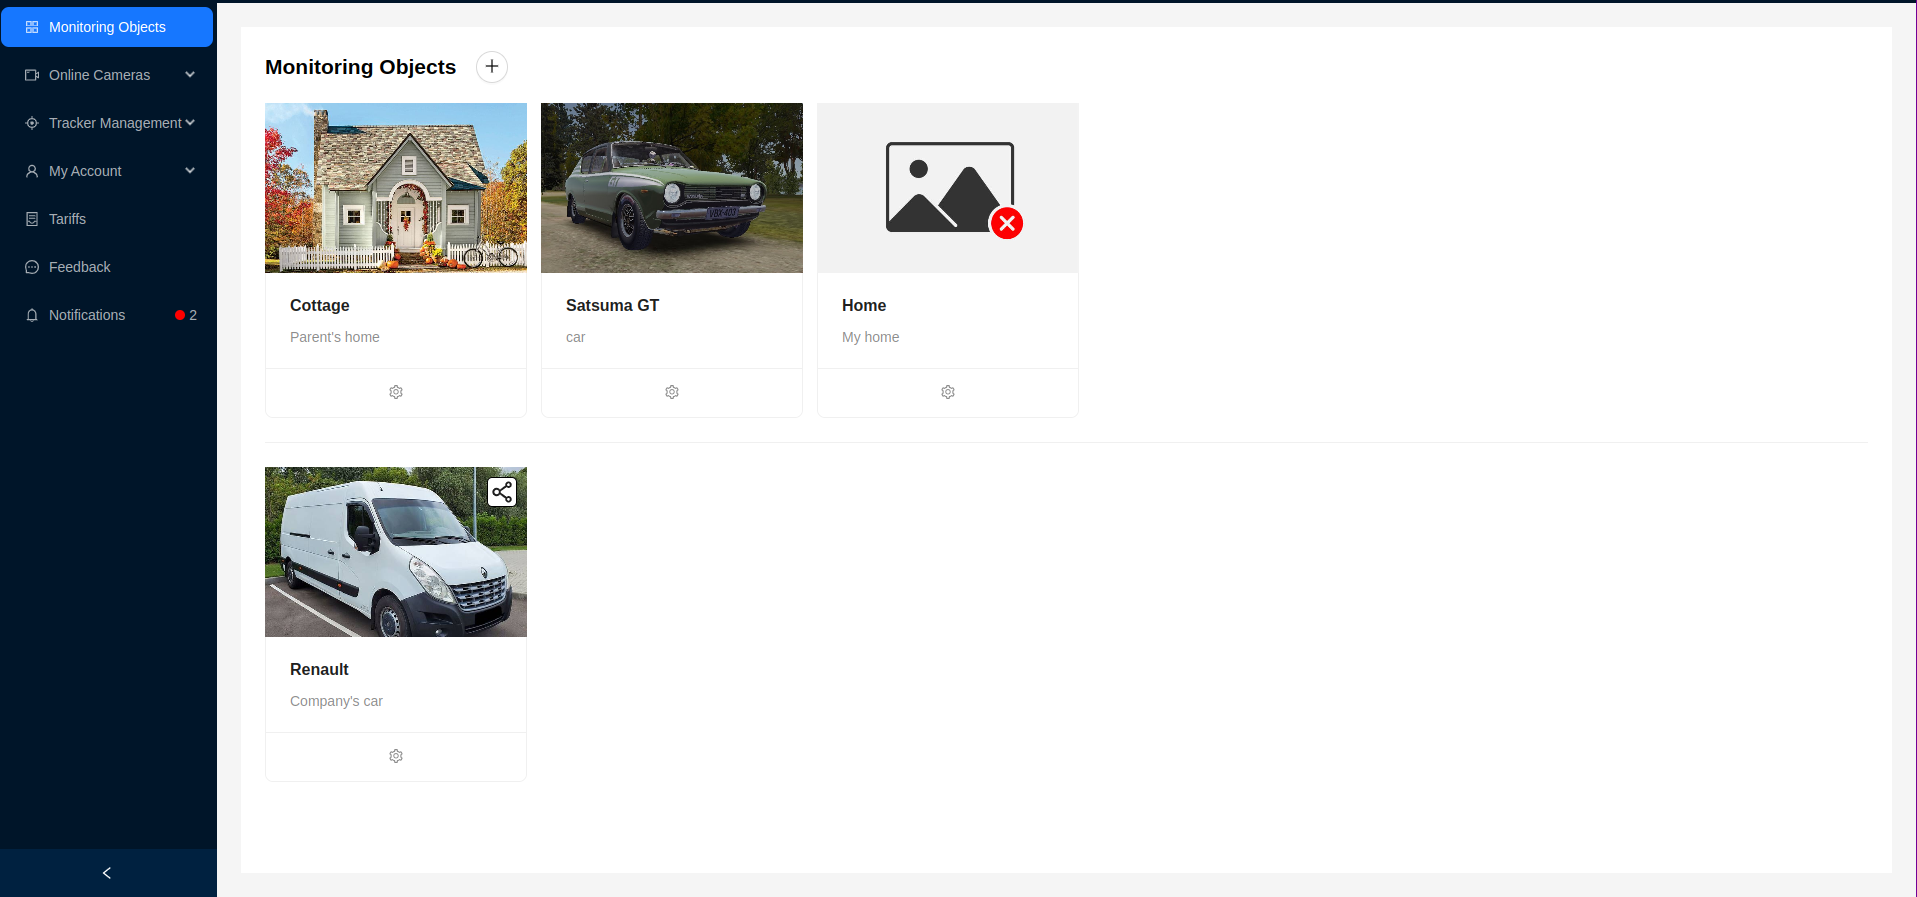 Monitoring Objects
Online Cameras
Tracker Management
My Account
Tariffs
Feedback
Notifications 2
Monitoring Objects
Cottage
Parent's home
Satsuma GT
car
Home
My home
Renault
Company's car